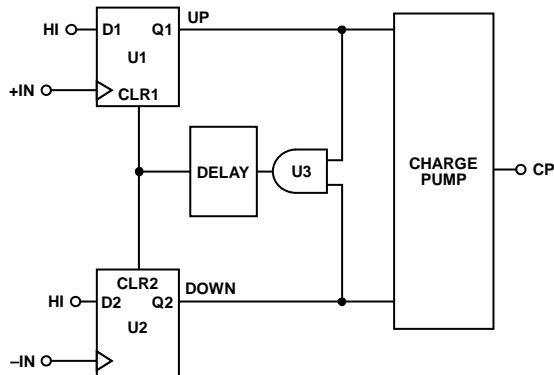 UP
HI
D1
Q1
U1
+IN
CLR1
DELAY
U3
CHARGE
PUMP
CP
CLR2
DOWN
HI
D2
Q2
U2
–IN